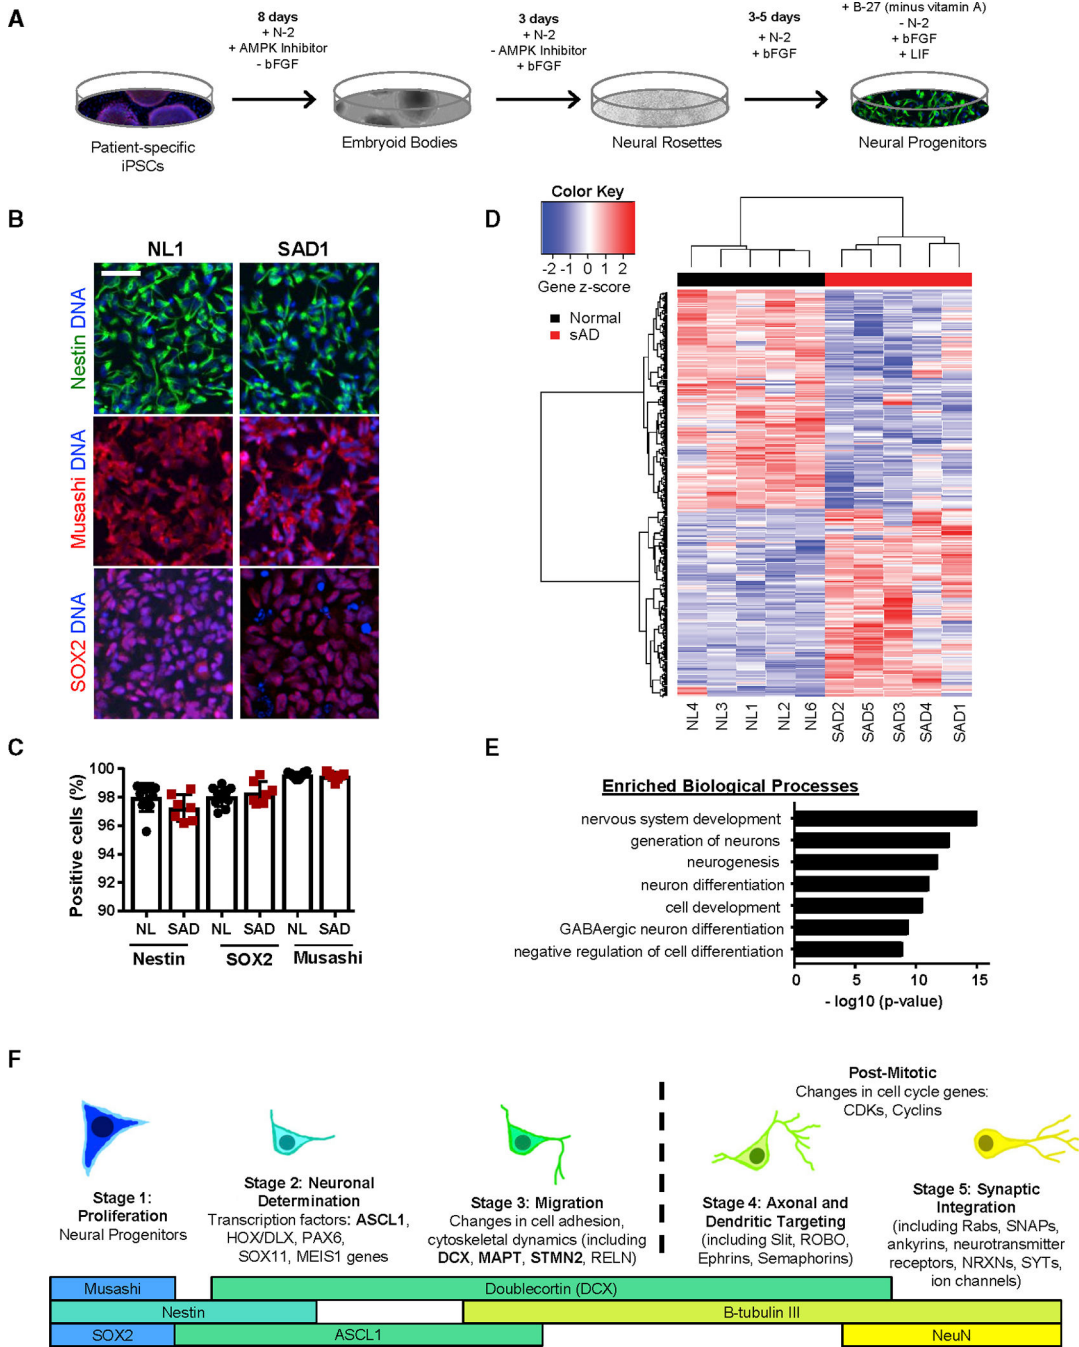 A
8 days
+ N-2
+ AMPK Inhibitor
- bFGF
3 days
+ N-2
- AMPK Inhibitor
+ bFGF
3-5 days
+ N-2
+ bFGF
+ B-27 (minus vitamin A)
- N-2
+ bFGF
+ LIF
Patient-specific
iPSCs
Embryoid Bodies
Neural Rosettes
Neural Progenitors
B
NL1
SAD1
Nestin DNA
Musashi DNA
SOX2 DNA
C
Positive cells (%)
100
98
96
94
92
90
NL
SAD
NL
SAD
NL
SAD
Nestin
SOX2
Musashi
D
Color Key
-2 -1 0 1 2
Gene z-score
Normal
sAD
NL4
NL3
NL1
NL2
NL6
SAD2
SAD5
SAD3
SAD4
SAD1
E
Enriched Biological Processes
nervous system development
generation of neurons
neurogenesis
neuron differentiation
cell development
GABAergic neuron differentiation
negative regulation of cell differentiation
0 5 10 15
- log10 (p-value)
F
Post-Mitotic
Changes in cell cycle genes:
CDKs, Cyclins
Stage 1:
Proliferation
Neural Progenitors
Stage 2: Neuronal
Determination
Transcription factors: ASCL1,
HOX/DLX, PAX6,
SOX11, MEIS1 genes
Stage 3: Migration
Changes in cell adhesion,
cytoskeletal dynamics (including
DCX, MAPT, STMN2, RELN)
Stage 4: Axonal and
Dendritic Targeting
(including Slit, ROBO,
Ephrins, Semaphorins)
Stage 5: Synaptic
Integration
(including Rabs, SNAPs,
ankyrins, neurotransmitter
receptors, NRXNs, SYTs,
ion channels)
Musashi
Doublecortin (DCX)
Nestin
B-tubulin III
SOX2
ASCL1
NeuN